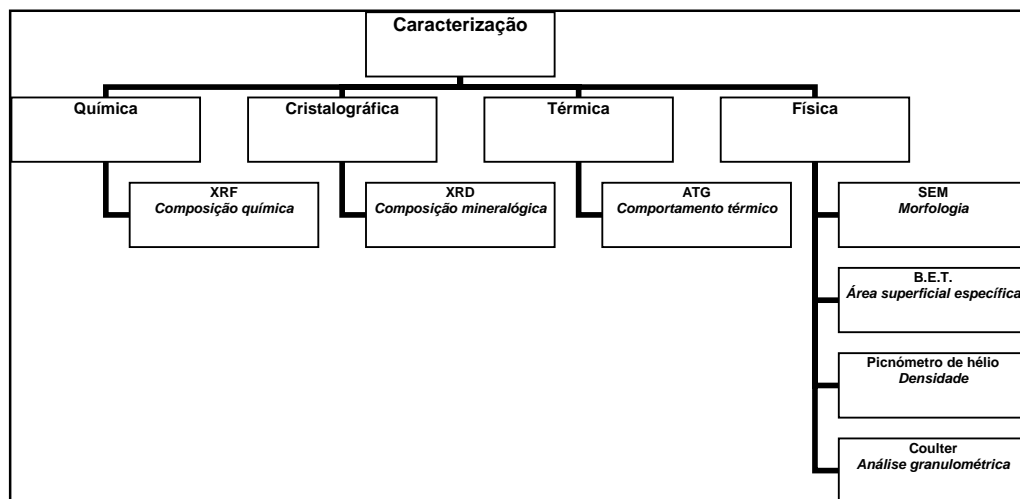 Caracterização
Química
Cristalográfica
Térmica
Física
XRF
Composição química
XRD
Composição mineralógica
ATG
Comportamento térmico
SEM
Morfologia
B.E.T.
Área superficial específica
Picnómetro de hélio
Densidade
Coulter
Análise granulométrica